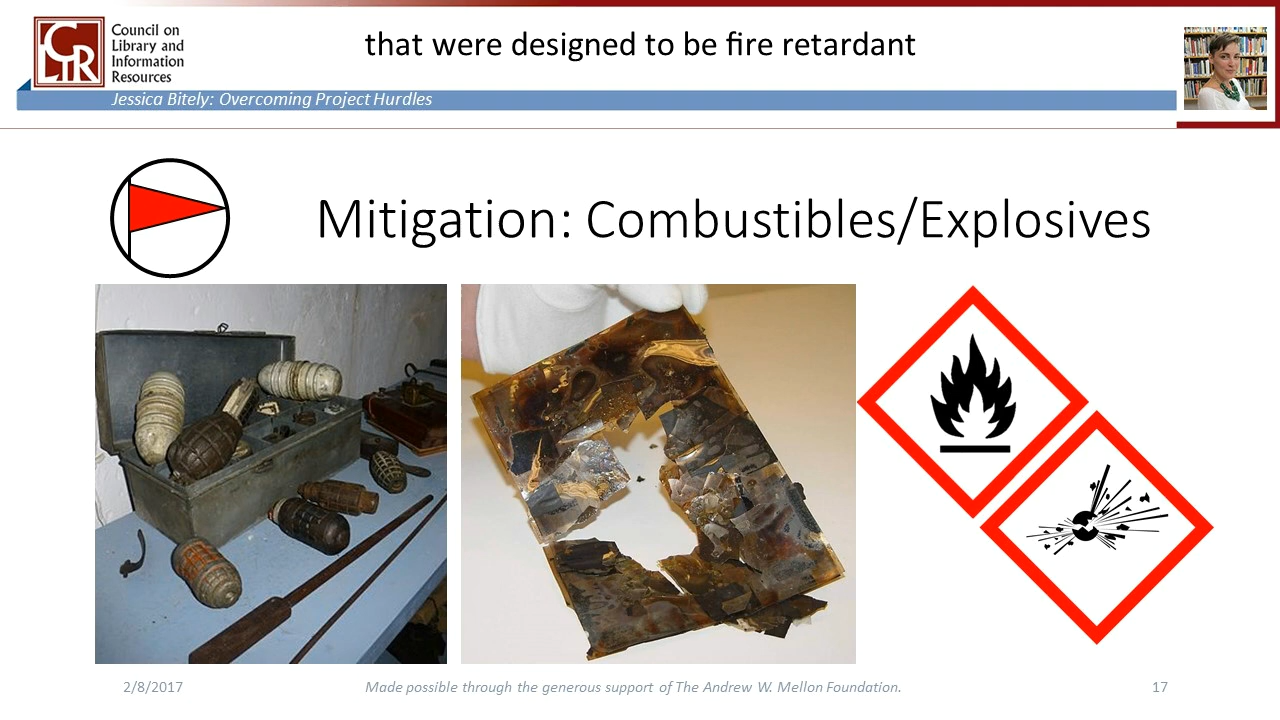 Council on
Library and
Information
Resources
that were designed to be fire retardant
Jessica Bitely: Overcoming Project Hurdles
Mitigation: Combustibles/Explosives
2/8/2017
Made possible through the generous support of The Andrew W. Mellon Foundation.
17